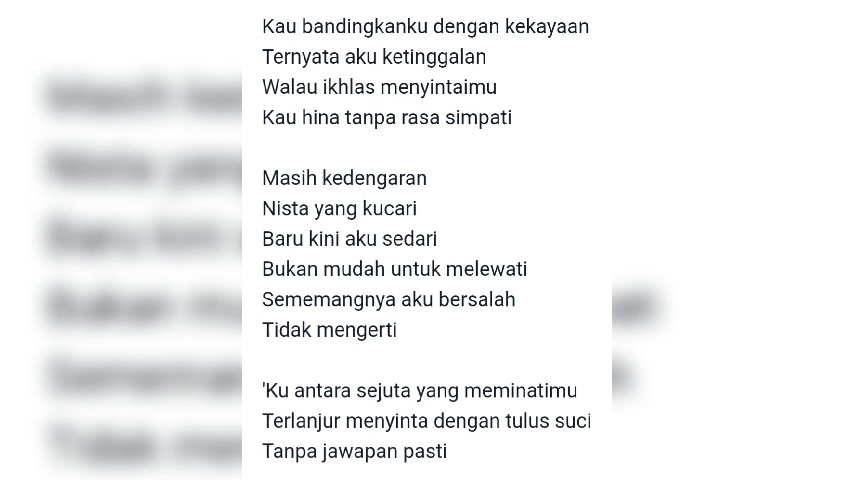 Kau bandingkanku dengan kekayaan
Ternyata aku ketinggalan
Walau ikhlas menyintaimu
Kau hina tanpa rasa simpati
Masih kedengaran
Nista yang kucari
Baru kini aku sedari
Bukan mudah untuk melewati
Sememangnya aku bersalah
Tidak mengerti
'Ku antara sejuta yang meminatimu
Terlanjur menyinta dengan tulus suci
Tanpa jawapan pasti